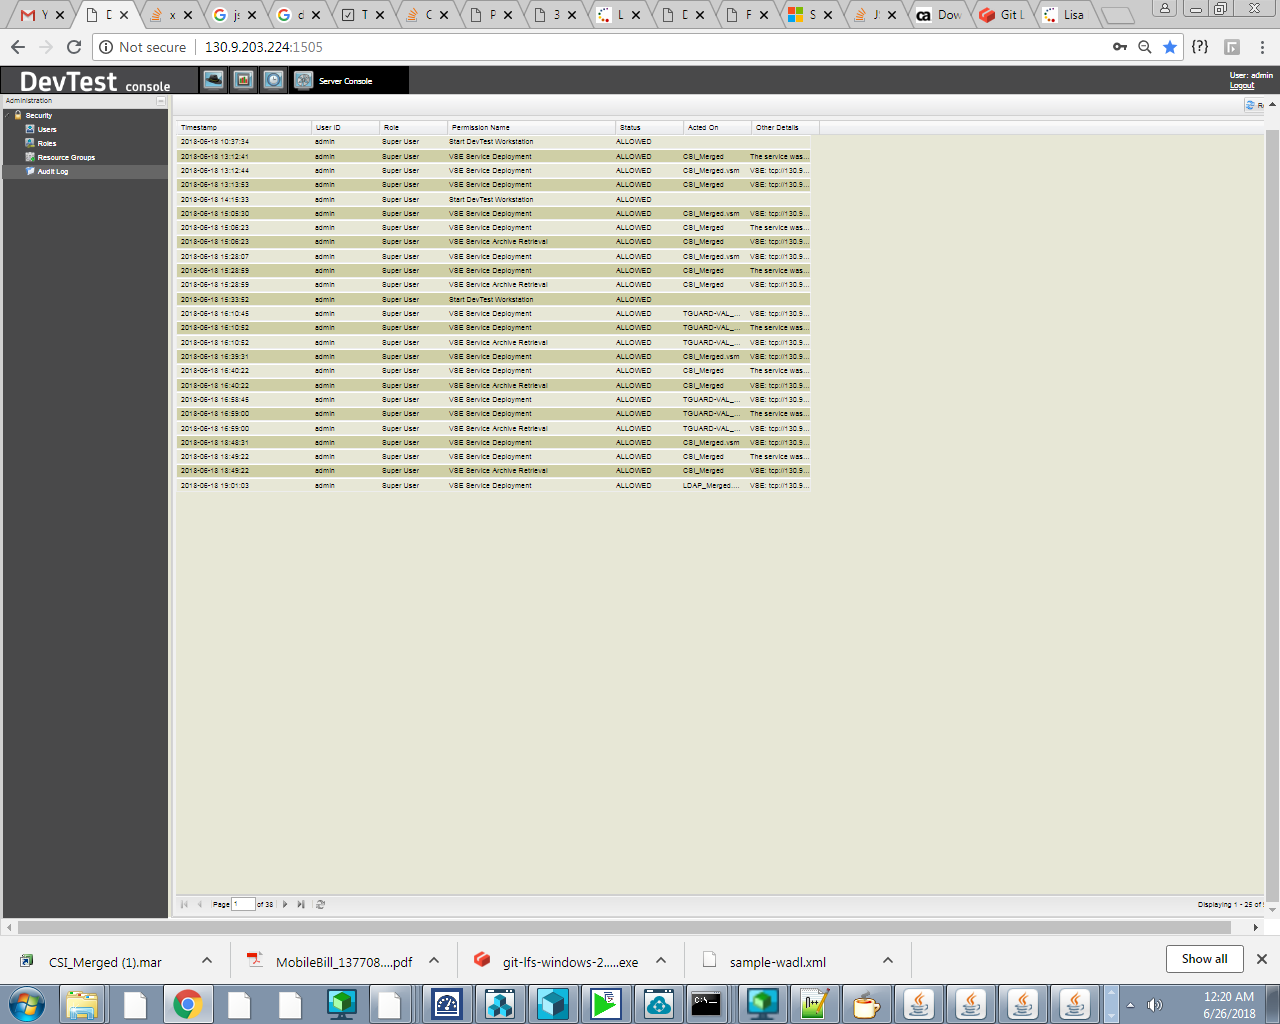 Y
D
x
js
d
T
C
P
3
L
D
F
S
JS
Dow
Git L
Lisa
Not secure 130.9.203.224:1505
DevTest console
Server Console
User: admin
Logout
Administration
Security
Users
Roles
Resource Groups
Audit Log
Timestamp User ID Role Permission Name Status Acted On Other Details
2018-06-18 10:37:34 admin Super User Start DevTest Workstation ALLOWED
2018-06-18 13:12:41 admin Super User VSE Service Deployment ALLOWED CSI_Merged The service was...
2018-06-18 13:12:44 admin Super User VSE Service Deployment ALLOWED CSI_Merged.vsm VSE: tcp://130.9...
2018-06-18 13:13:53 admin Super User VSE Service Deployment ALLOWED CSI_Merged VSE: tcp://130.9...
2018-06-18 14:15:33 admin Super User Start DevTest Workstation ALLOWED
2018-06-18 15:05:30 admin Super User VSE Service Deployment ALLOWED CSI_Merged.vsm VSE: tcp://130.9...
2018-06-18 15:06:23 admin Super User VSE Service Deployment ALLOWED CSI_Merged The service was...
2018-06-18 15:06:23 admin Super User VSE Service Archive Retrieval ALLOWED CSI_Merged VSE: tcp://130.9...
2018-06-18 15:28:07 admin Super User VSE Service Deployment ALLOWED CSI_Merged.vsm VSE: tcp://130.9...
2018-06-18 15:28:59 admin Super User VSE Service Deployment ALLOWED CSI_Merged The service was...
2018-06-18 15:28:59 admin Super User VSE Service Archive Retrieval ALLOWED CSI_Merged VSE: tcp://130.9...
2018-06-18 15:33:52 admin Super User Start DevTest Workstation ALLOWED
2018-06-18 16:10:45 admin Super User VSE Service Deployment ALLOWED TGUARD-VAL_... VSE: tcp://130.9...
2018-06-18 16:10:52 admin Super User VSE Service Deployment ALLOWED TGUARD-VAL_... The service was...
2018-06-18 16:10:52 admin Super User VSE Service Archive Retrieval ALLOWED TGUARD-VAL_... VSE: tcp://130.9...
2018-06-18 16:39:31 admin Super User VSE Service Deployment ALLOWED CSI_Merged.vsm VSE: tcp://130.9...
2018-06-18 16:40:22 admin Super User VSE Service Deployment ALLOWED CSI_Merged The service was...
2018-06-18 16:40:22 admin Super User VSE Service Archive Retrieval ALLOWED CSI_Merged VSE: tcp://130.9...
2018-06-18 16:58:45 admin Super User VSE Service Deployment ALLOWED TGUARD-VAL_... VSE: tcp://130.9...
2018-06-18 16:59:00 admin Super User VSE Service Deployment ALLOWED TGUARD-VAL_... The service was...
2018-06-18 16:59:00 admin Super User VSE Service Archive Retrieval ALLOWED TGUARD-VAL_... VSE: tcp://130.9...
2018-06-18 18:48:31 admin Super User VSE Service Deployment ALLOWED CSI_Merged.vsm VSE: tcp://130.9...
2018-06-18 18:49:22 admin Super User VSE Service Deployment ALLOWED CSI_Merged The service was...
2018-06-18 18:49:22 admin Super User VSE Service Archive Retrieval ALLOWED CSI_Merged VSE: tcp://130.9...
2018-06-18 19:01:03 admin Super User VSE Service Deployment ALLOWED LDAP_Merged.... VSE: tcp://130.9...
Page 1 of 38
Displaying 1 - 25 of
CSI_Merged (1).mar
MobileBill_137708....pdf
git-lfs-windows-2.....exe
sample-wadl.xml
Show all
12:20 AM
6/26/2018